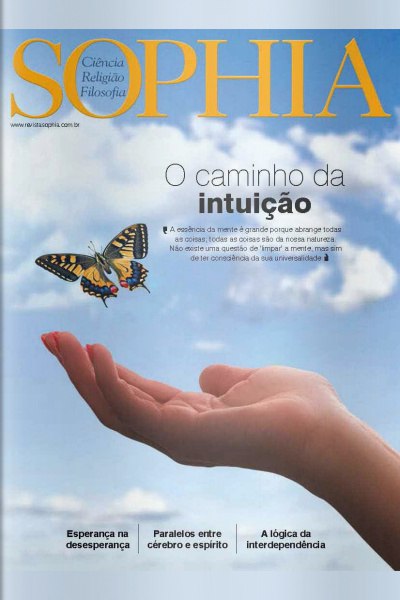 SOPHIA
Ciência
Religião
Filosofia
www.revistasophia.com.br
O caminho da
intuição
A essência da mente é grande porque abrange todas
as coisas; todas as coisas são da nossa natureza.
Não existe uma questão de 'limpar' a mente, mas sim
de ter consciência da sua universalidade
Esperança na
desesperança
Paralelos entre
cérebro e espírito
A lógica da
interdependência